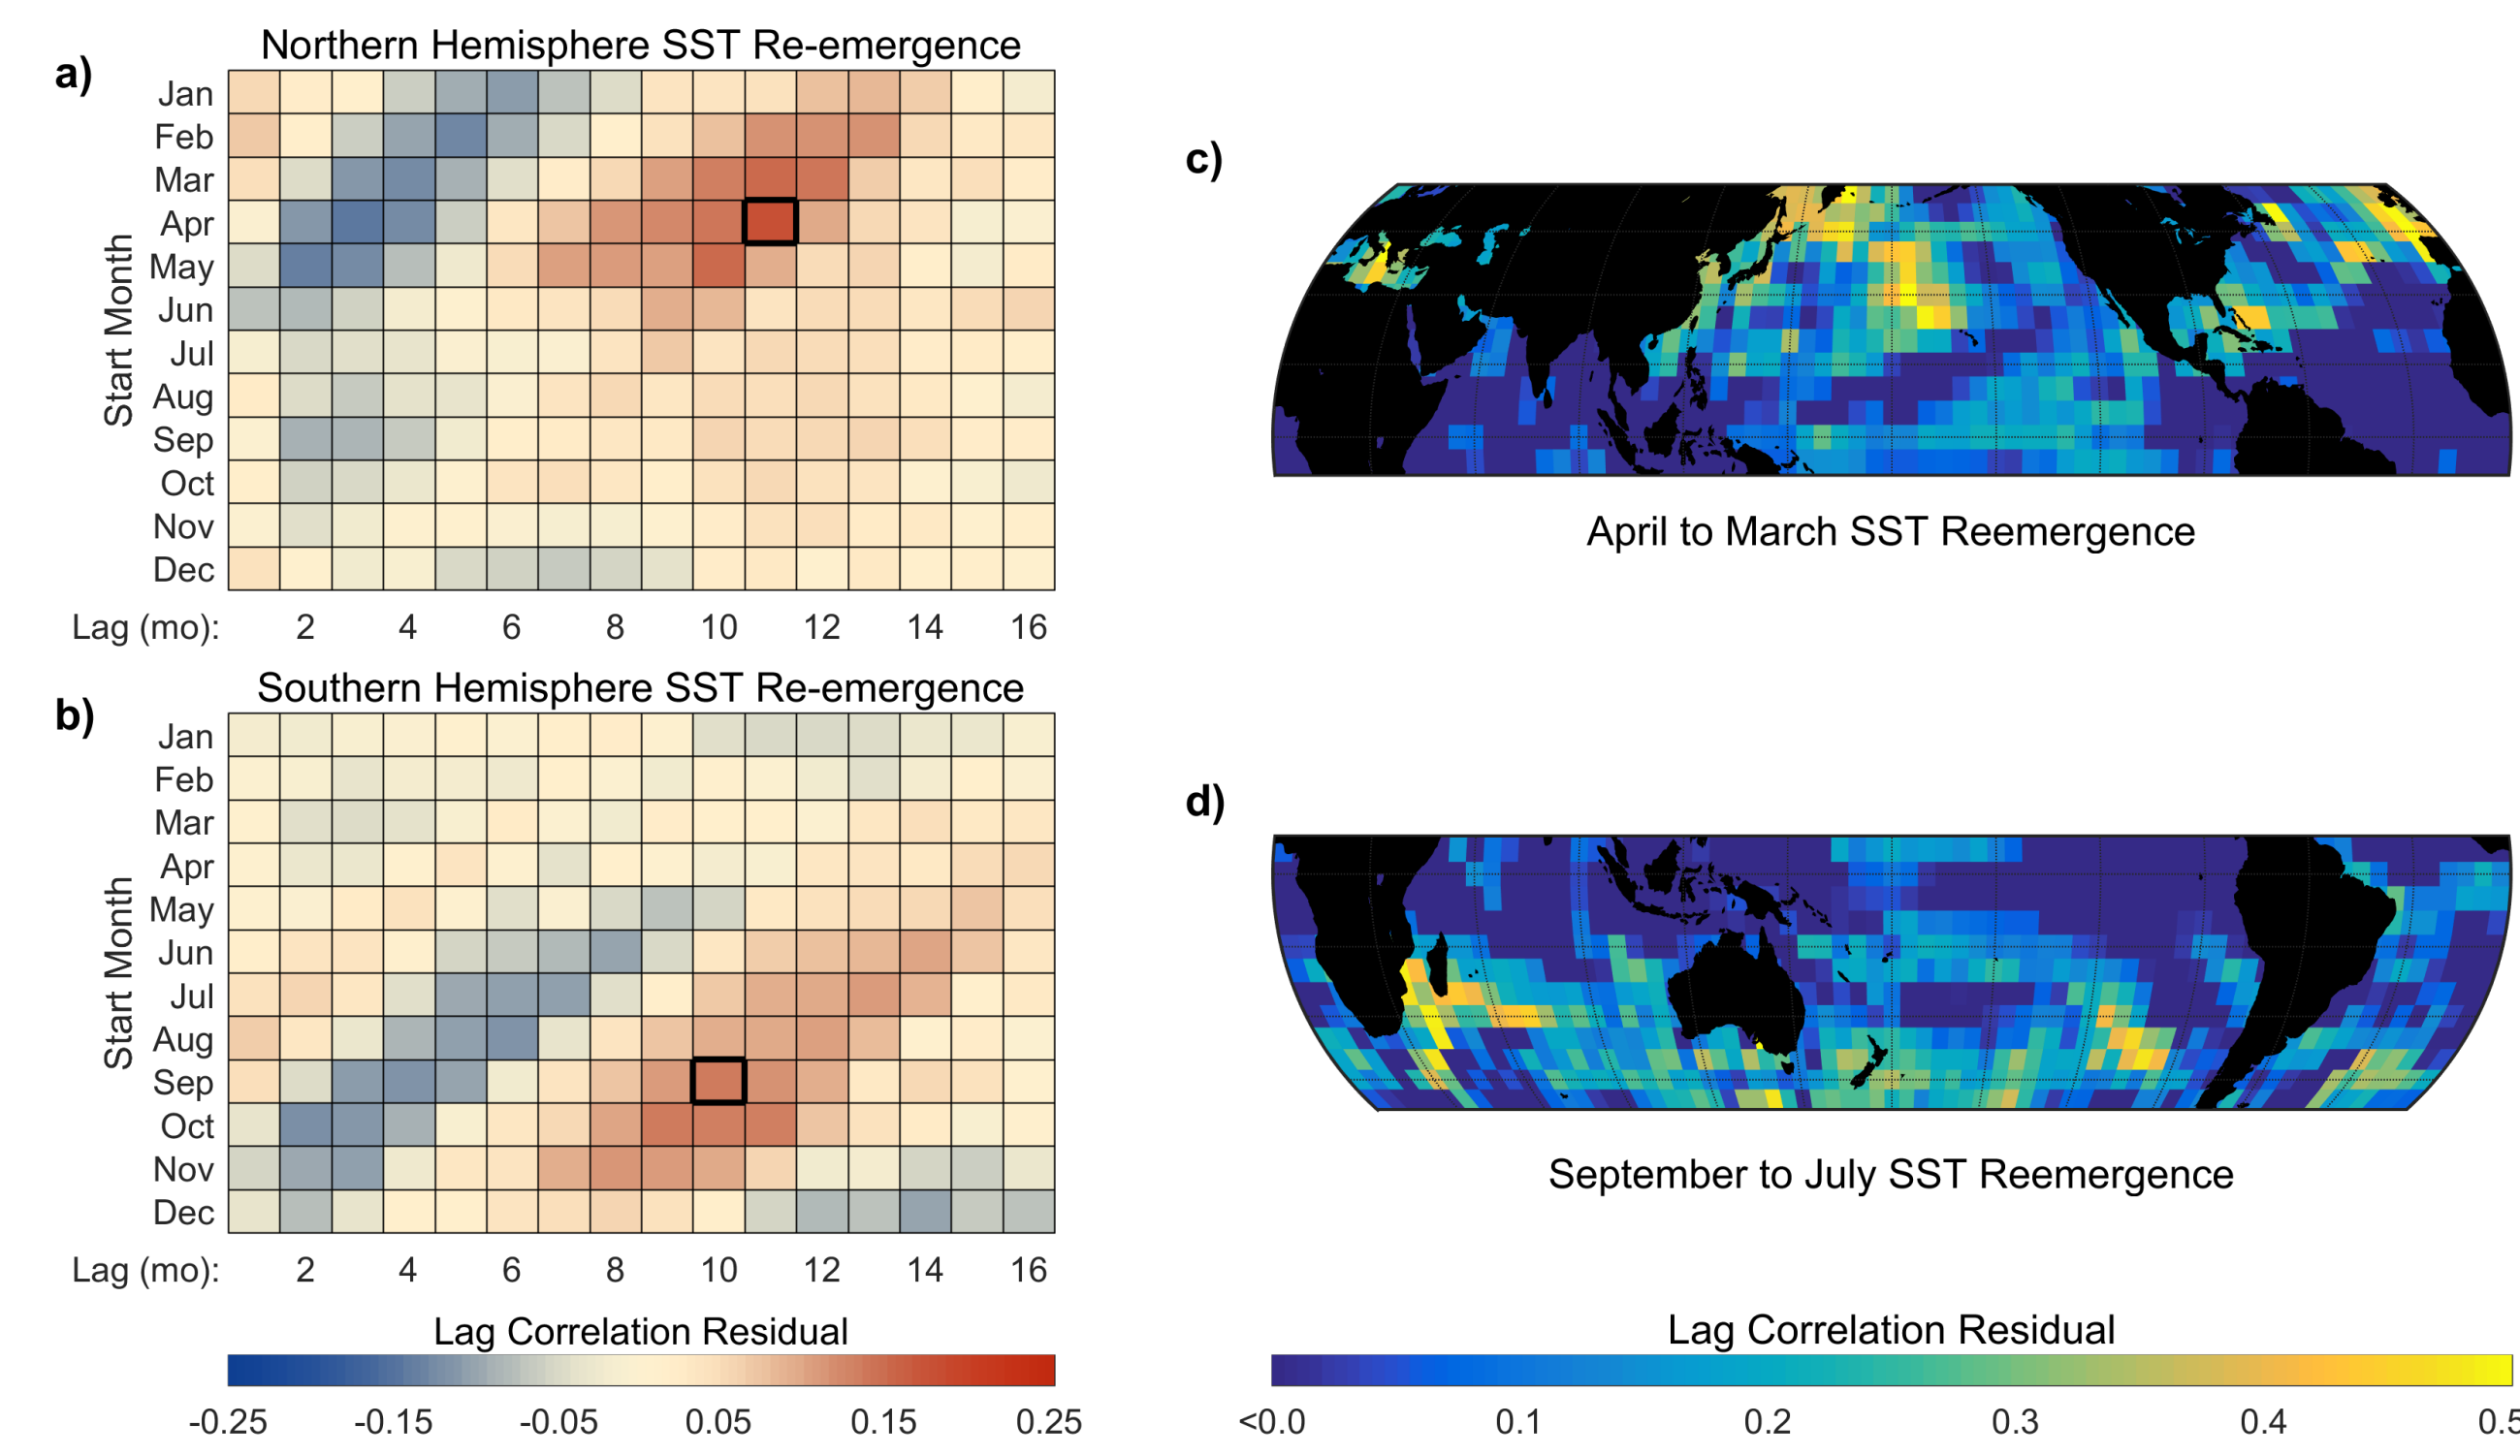 Northern Hemisphere SST Re-emergence
a)
Jan
Feb
Mar
Apr
May
Jun
Jul
Aug
Sep
Oct
Nov
Dec
Start Month
Lag (mo): 2 4 6 8 10 12 14 16
Southern Hemisphere SST Re-emergence
b)
Jan
Feb
Mar
Apr
May
Jun
Jul
Aug
Sep
Oct
Nov
Dec
Start Month
Lag (mo): 2 4 6 8 10 12 14 16
Lag Correlation Residual
-0.25 -0.15 -0.05 0.05 0.15 0.25
c)
April to March SST Reemergence
d)
September to July SST Reemergence
Lag Correlation Residual
<0.0 0.1 0.2 0.3 0.4 0.5